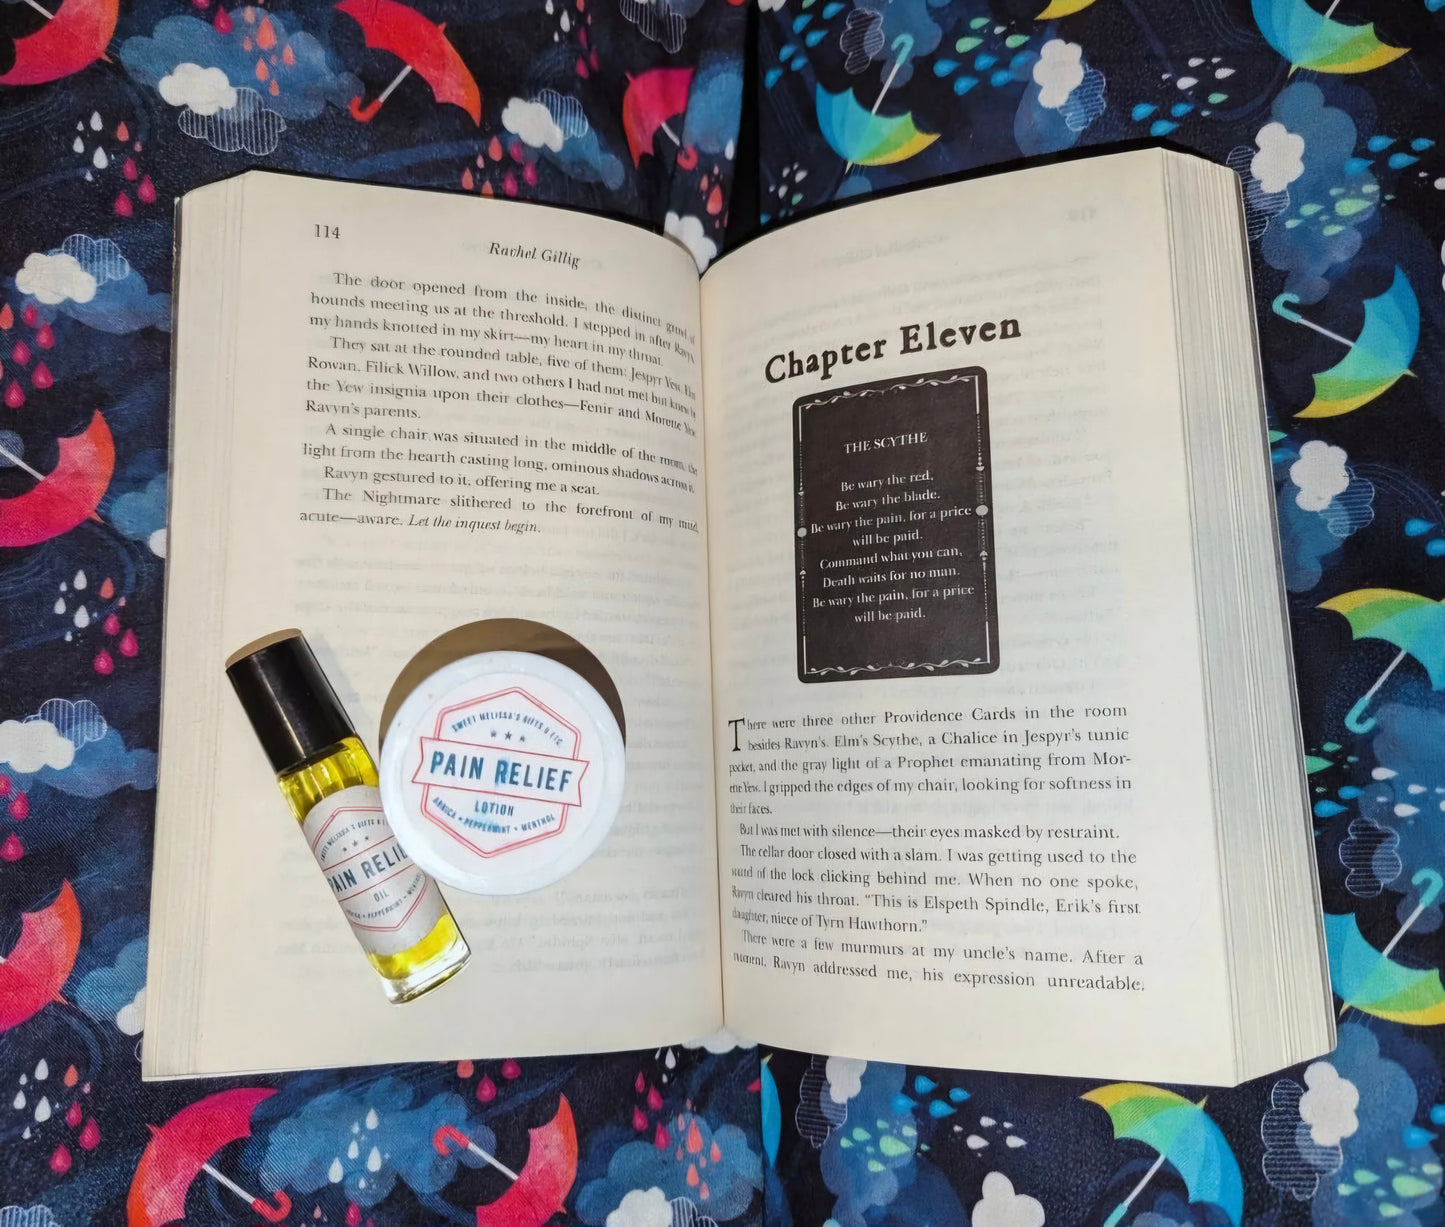 114
Rachel Gillig
The door opened from the inside, the distinct growl of
hounds meeting us at the threshold. I stepped in after Ravyn,
my hands knotted in my skirt—my heart in my throat.
They sat at the rounded table, five of them: Jespyr Yew, Elm
Rowan, Filick Willow, and two others I had not met but knew by
the Yew insignia upon their clothes—Fenir and Morette Yew,
Ravyn's parents.
A single chair was situated in the middle of the room, the
light from the hearth casting long, ominous shadows across it.
Ravyn gestured to it, offering me a seat.
The Nightmare slithered to the forefront of my mind,
acute—aware. Let the inquest begin.
SWEET MELISSA'S GIFTS & ETC
PAIN RELIEF
LOTION
ARNICA • PEPPERMINT • MENTHOL
MELISSA'S GIFTS &
PAIN RELIE
OIL
PEPPERMINT
Chapter Eleven
THE SCYTHE
Be wary the red,
Be wary the blade.
Be wary the pain, for a price
will be paid.
Command what you can,
Death waits for no man.
Be wary the pain, for a price
will be paid.
There were three other Providence Cards in the room
besides Ravyn's. Elm's Scythe, a Chalice in Jespyr's tunic
pocket, and the gray light of a Prophet emanating from Mor-
ette Yew. I gripped the edges of my chair, looking for softness in
their faces.
But I was met with silence—their eyes masked by restraint.
The cellar door closed with a slam. I was getting used to the
sound of the lock clicking behind me. When no one spoke,
Ravyn cleared his throat. "This is Elspeth Spindle, Erik's first
daughter, niece of Tyrn Hawthorn."
There were a few murmurs at my uncle's name. After a
moment, Ravyn addressed me, his expression unreadable.